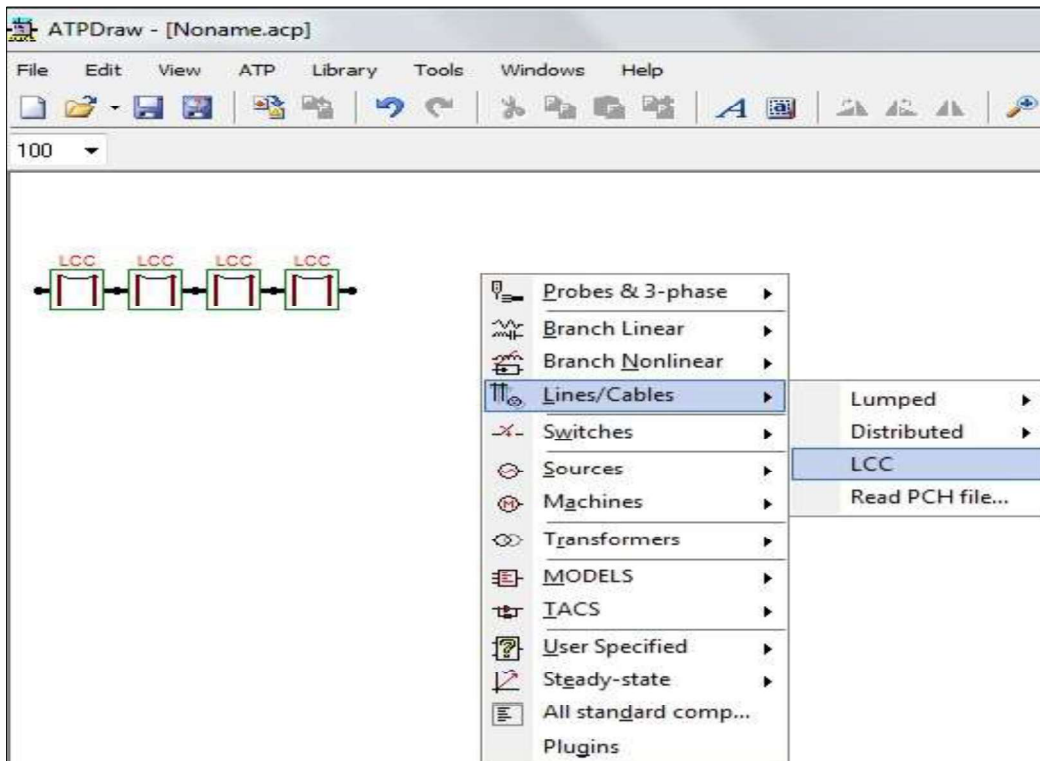 ATPDraw - [Noname.acp]
File Edit View ATP Library Tools Windows Help
A a
100
LCC LCC LCC LCC
Probes & 3-phase
Branch Linear
Branch Nonlinear
Lines/Cables
Switches
Sources
Machines
Transformers
MODELS
TACS
User Specified
Steady-state
All standard comp...
Plugins
Lumped
Distributed
LCC
Read PCH file...